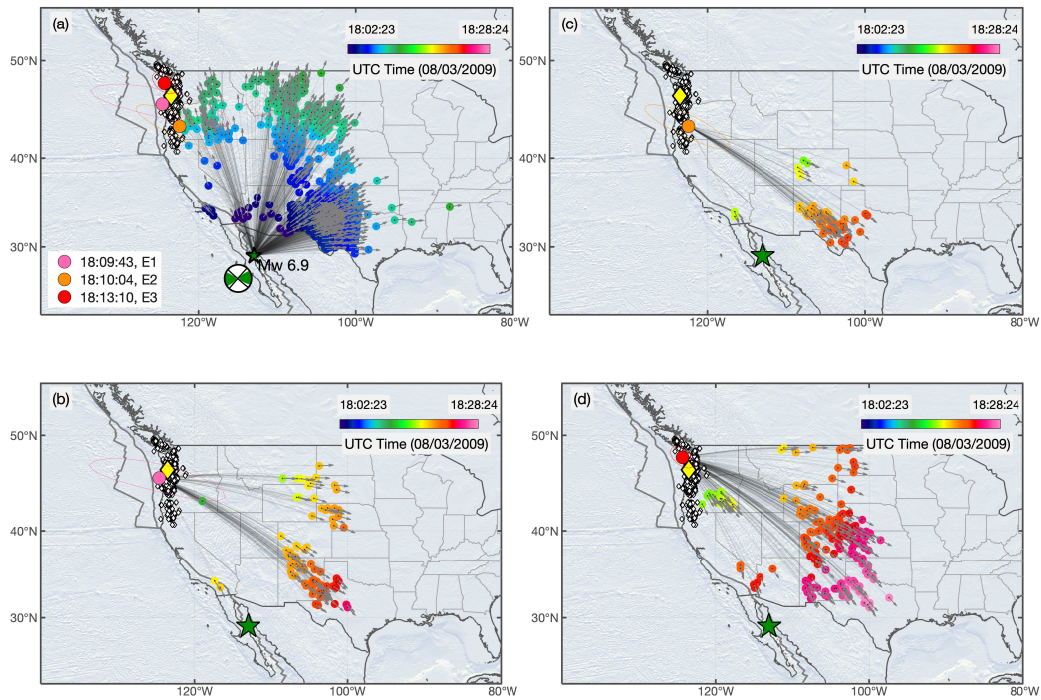 (a)
18:02:23
18:28:24
UTC Time (08/03/2009)
50°N
40°N
30°N
Mw 6.9
18:09:43, E1
18:10:04, E2
18:13:10, E3
120°W
100°W
80°W
(c)
18:02:23
18:28:24
UTC Time (08/03/2009)
50°N
40°N
30°N
120°W
100°W
80°W
(b)
18:02:23
18:28:24
UTC Time (08/03/2009)
50°N
40°N
30°N
120°W
100°W
80°W
(d)
18:02:23
18:28:24
UTC Time (08/03/2009)
50°N
40°N
30°N
120°W
100°W
80°W